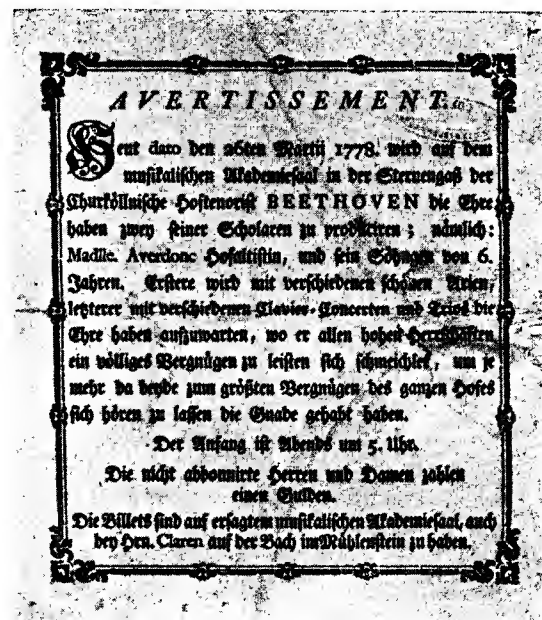 AVERTISSEMENT.
Heut dato den 26ten Martii 1778. wird auf dem
musikalischen Akademiesaal in der Sternengaß der
Churköllnische Hoftenorist BEETHOVEN die Ehre
haben zwey seiner Scholaren zu produciren; nämlich:
Madlle. Averdonc Hofaltistin, und sein Söhngen von 6.
Jahren. Erstere wird mit verschiedenen schönen Arien,
letzterer mit verschiedenen Clavier-Concerten und Trios die
Ehre haben aufzuwarten, wo er allen hohen Herrschaften
ein völliges Vergnügen zu leisten sich schmeichlet, um je
mehr da beyde zum größten Vergnügen des ganzen Hofes
sich hören zu lassen die Gnade gehabt haben.
Der Anfang ist Abends um 5. Uhr.
Die nicht abbonnirte Herren und Damen zahlen
einen Gulden.
Die Billets sind auf ersagtem musikalischen Akademiesaal, auch
bey Hrn. Claren auf der Bach im Mühlenstein zu haben.